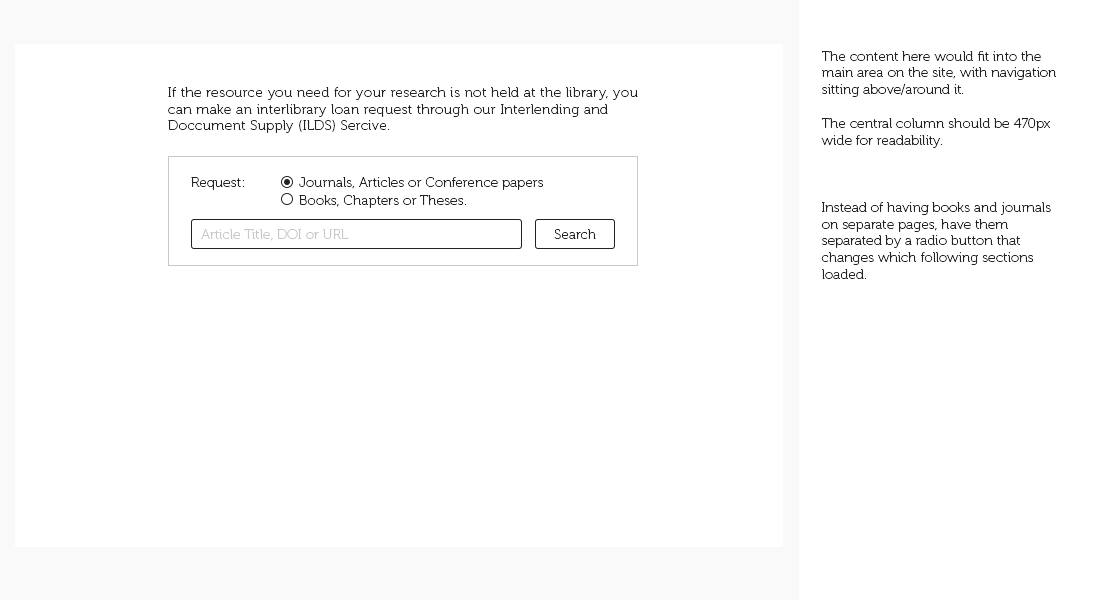 If the resource you need for your research is not held at the library, you
can make an interlibrary loan request through our Interlending and
Doccument Supply (ILDS) Sercive.
Request:
Journals, Articles or Conference papers
Books, Chapters or Theses.
Article Title, DOI or URL
Search
The content here would fit into the
main area on the site, with navigation
sitting above/around it.
The central column should be 470px
wide for readability.
Instead of having books and journals
on separate pages, have them
separated by a radio button that
changes which following sections
loaded.